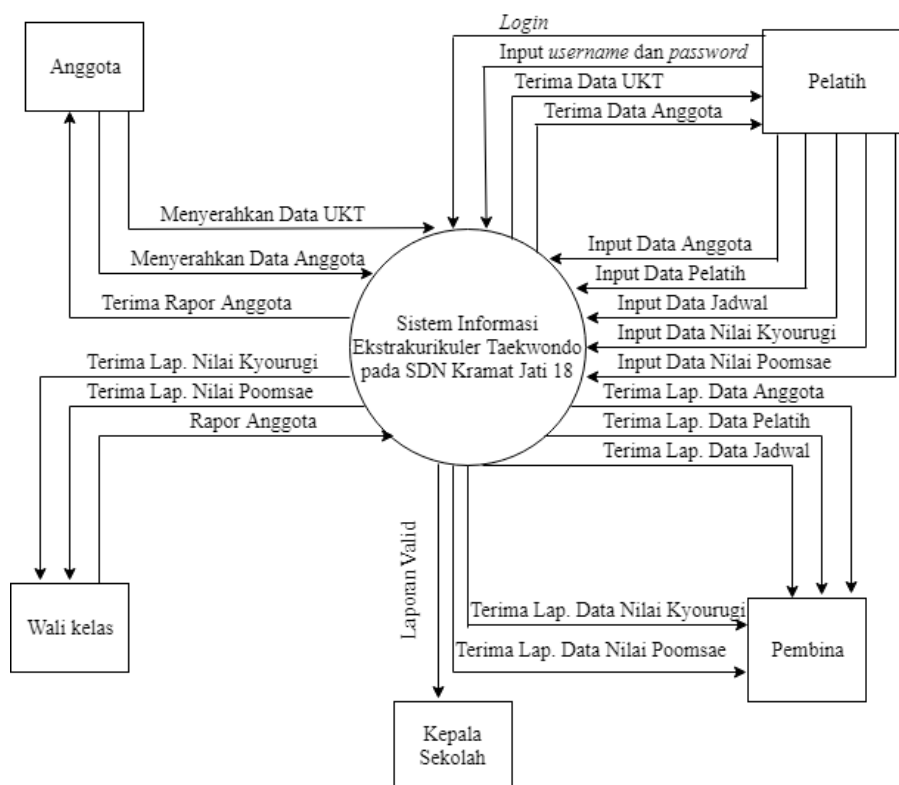 Login
Input username dan password
Anggota
Pelatih
Terima Data UKT
Terima Data Anggota
Menyerahkan Data UKT
Menyerahkan Data Anggota
Terima Rapor Anggota
Input Data Anggota
Input Data Pelatih
Input Data Jadwal
Input Data Nilai Kyourugi
Input Data Nilai Poomsae
Sistem Informasi
Ekstrakurikuler Taekwondo
pada SDN Kramat Jati 18
Terima Lap. Nilai Kyourugi
Terima Lap. Nilai Poomsae
Rapor Anggota
Terima Lap. Data Anggota
Terima Lap. Data Pelatih
Terima Lap. Data Jadwal
Laporan Valid
Terima Lap. Data Nilai Kyourugi
Terima Lap. Data Nilai Poomsae
Wali kelas
Pembina
Kepala
Sekolah